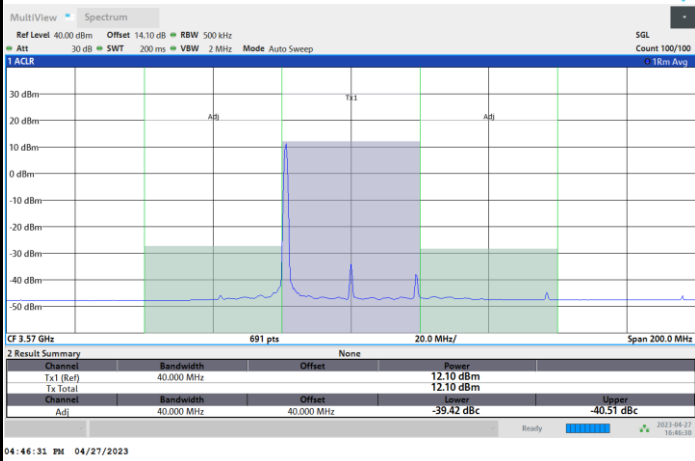 MultiView Spectrum
Ref Level 40.00 dBm Offset 14.10 dB RBW 500 kHz SGL
Att 30 dB SWT 200 ms VBW 2 MHz Mode Auto Sweep Count 100/100
1 ACLR 1Rm Avg
30 dBm
Tx1
20 dBm
Adj Adj
10 dBm
0 dBm
-10 dBm
-20 dBm
-30 dBm
-40 dBm
-50 dBm
CF 3.57 GHz 691 pts 20.0 MHz/ Span 200.0 MHz
2 Result Summary None
Channel Bandwidth Offset Power
Tx1 (Ref) 40.000 MHz 12.10 dBm
Tx Total 12.10 dBm
Channel Bandwidth Offset Lower Upper
Adj 40.000 MHz 40.000 MHz -39.42 dBc -40.51 dBc
Ready 2023-04-27
16:46:30
04:46:31 PM 04/27/2023